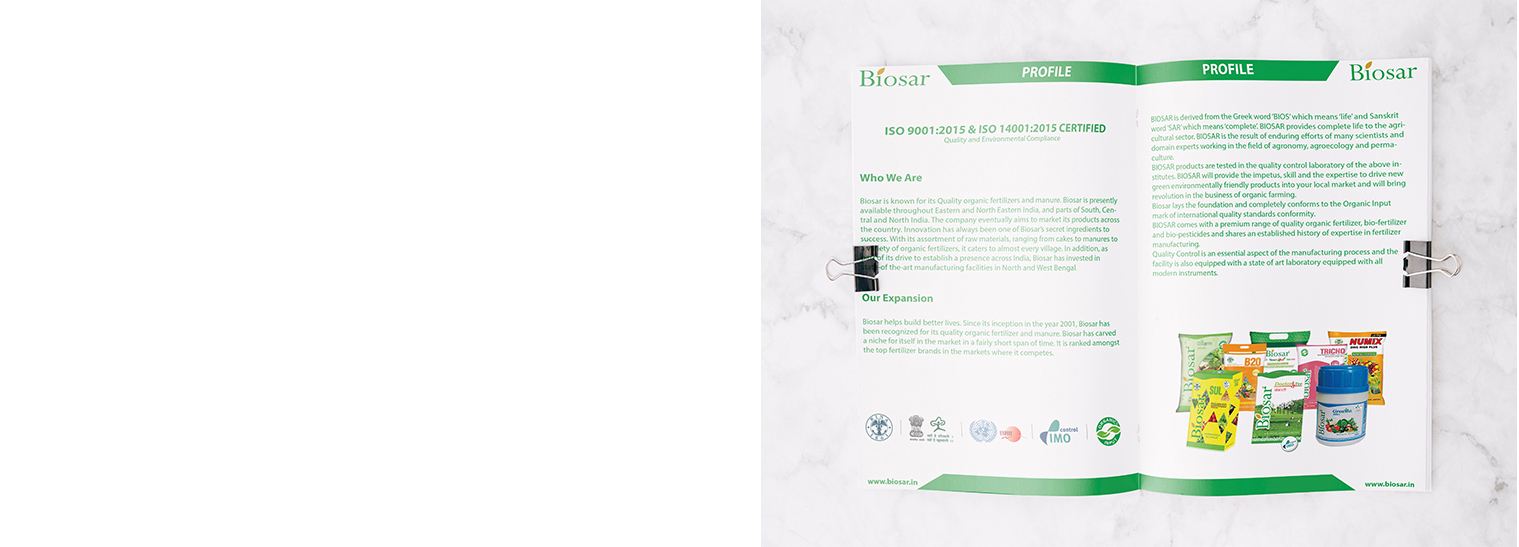 Biosar
PROFILE
ISO 9001:2015 & ISO 14001:2015 CERTIFIED
Quality and Environmental Compliance
Who We Are
Biosar is known for its Quality organic fertilizers and manure. Biosar is presently
available throughout Eastern and North Eastern India, and parts of South, Cen-
tral and North India. The company eventually aims to market its products across
the country. Innovation has always been one of Biosar's secret ingredients to
success. With its assortment of raw materials, ranging from cakes to manures to
of organic fertilizers, it caters to almost every village. In addition, as
of its drive to establish a presence across India, Biosar has invested in
of-the-art manufacturing facilities in North and West Bengal
Our Expansion
Biosar helps build better lives. Since its inception in the year 2001, Biosar has
been recognized for its quality organic fertilizer and manure. Biosar has carved
a niche for itself in the market in a fairly short span of time. It is ranked amongst
the top fertilizer brands in the markets where it competes.
control
IMO
www.biosar.in
PROFILE
Biosar
BIOSAR is derived from the Greek word 'BIOS' which means 'life' and Sanskrit
word 'SAR' which means 'complete'. BIOSAR provides complete life to the agri-
cultural sector. BIOSAR is the result of enduring efforts of many scientists and
domain experts working in the field of agronomy, agroecology and perma-
culture.
BIOSAR products are tested in the quality control laboratory of the above in-
stitutes. BIOSAR will provide the impetus, skill and the expertise to drive new
green environmentally friendly products into your local market and will bring
revolution in the business of organic farming.
Biosar lays the foundation and completely conforms to the Organic Input
mark of international quality standards conformity.
BIOSAR comes with a premium range of quality organic fertilizer, bio-fertilizer
and bio-pesticides and shares an established history of expertise in fertilizer
manufacturing.
Quality Control is an essential aspect of the manufacturing process and the
facility is also equipped with a state of art laboratory equipped with all
modern instruments.
Biosar
B20
Biosar
TRICHO
NUMIX
Biosar
SUL
Biosar
Biosar
www.biosar.in